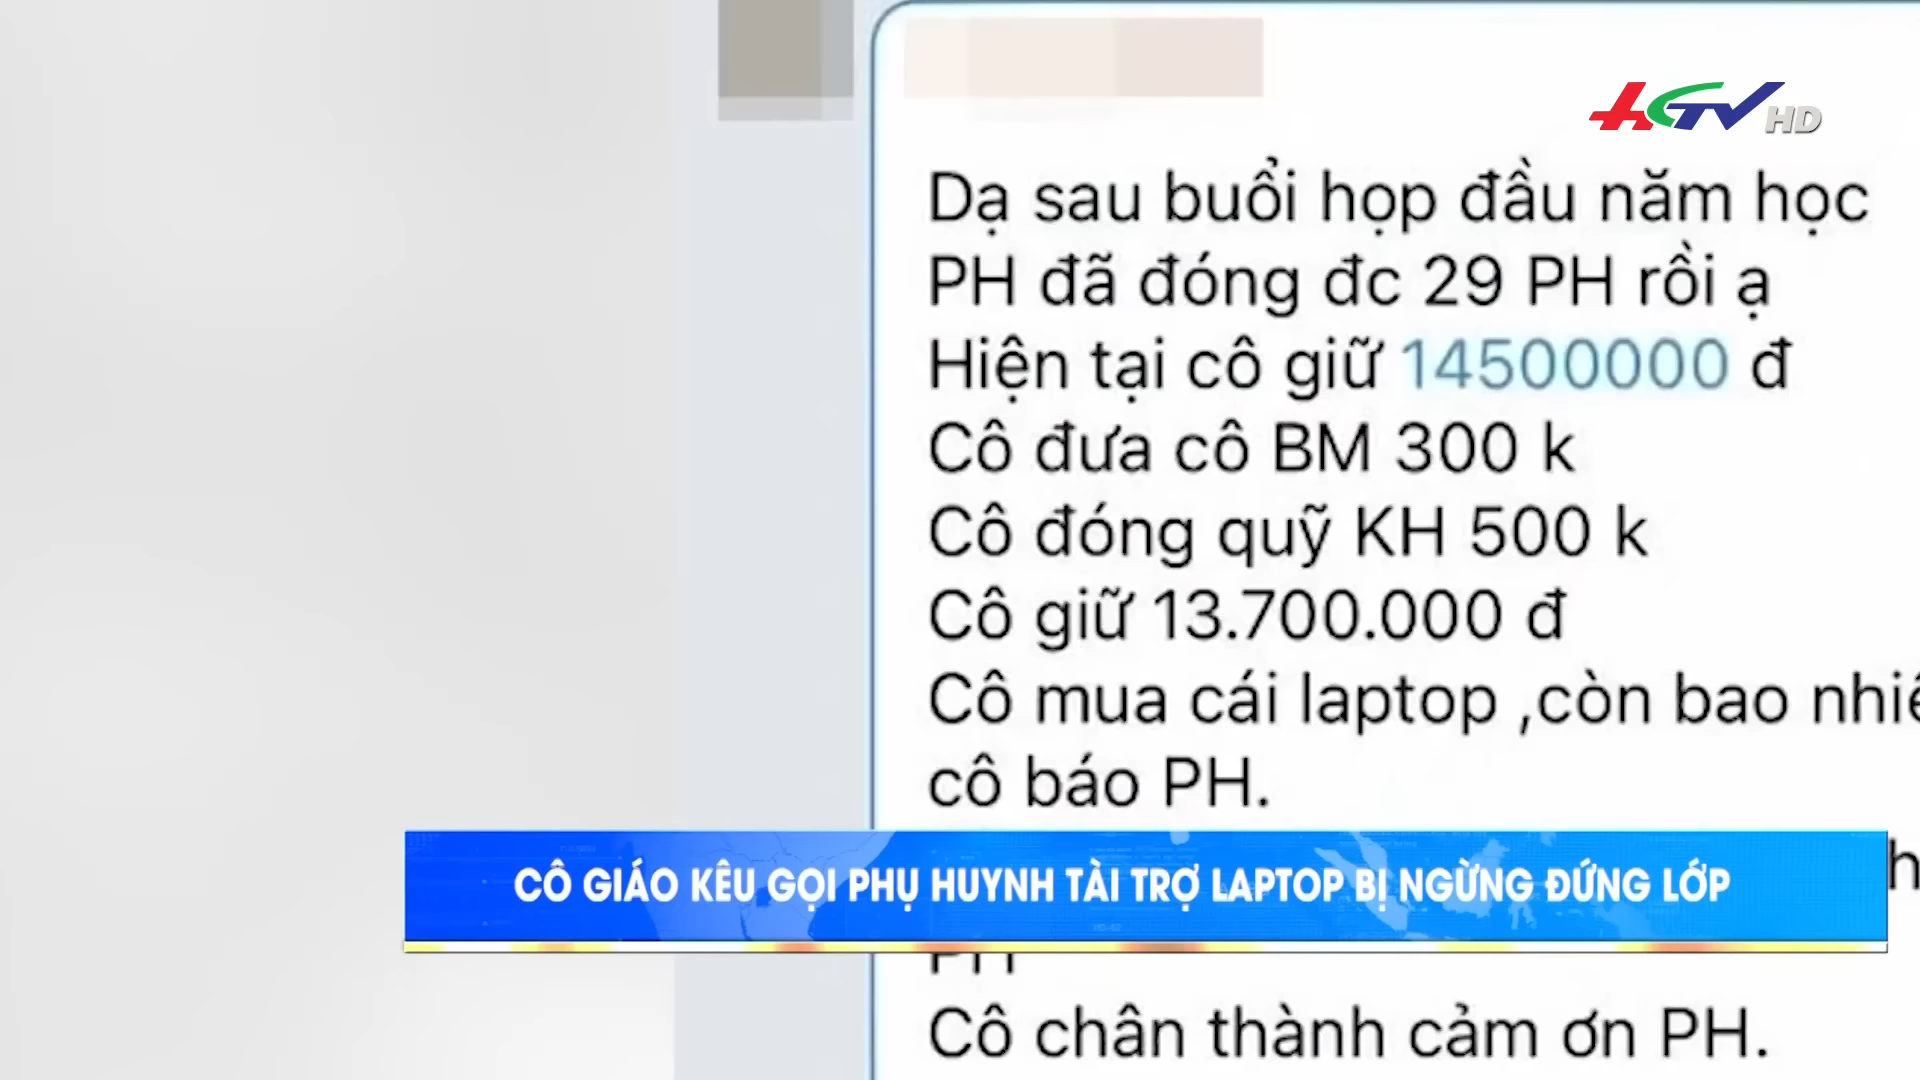 HGTV HD
Dạ sau buổi họp đầu năm học
PH đã đóng đc 29 PH rồi ạ
Hiện tại cô giữ 14500000 đ
Cô đưa cô BM 300 k
Cô đóng quỹ KH 500 k
Cô giữ 13.700.000 đ
Cô mua cái laptop ,còn bao
cô báo PH.
CÔ GIÁO KÊU GỌI PHỤ HUYNH TÀI TRỢ LAPTOP BỊ NGỪNG ĐỨNG LỚP
PH
Cô chân thành cảm ơn PH.